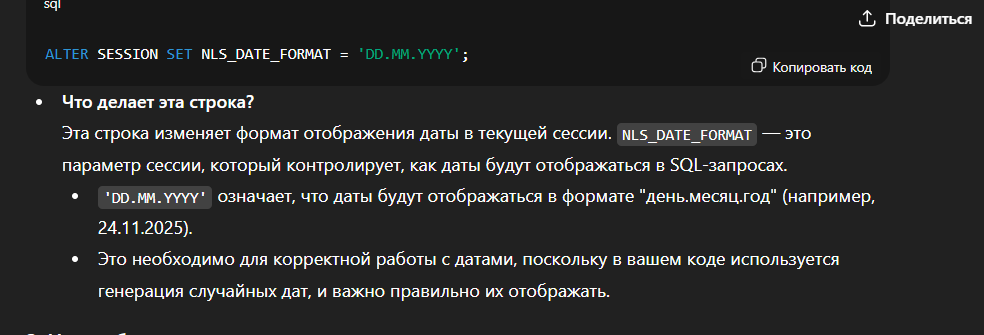 sql
Поделиться
ALTER SESSION SET NLS_DATE_FORMAT = 'DD.MM.YYYY';
Копировать код
• Что делает эта строка?
Эта строка изменяет формат отображения даты в текущей сессии. NLS_DATE_FORMAT — это
параметр сессии, который контролирует, как даты будут отображаться в SQL-запросах.
• 'DD.MM.YYYY' означает, что даты будут отображаться в формате "день.месяц.год" (например,
24.11.2025).
• Это необходимо для корректной работы с датами, поскольку в вашем коде используется
генерация случайных дат, и важно правильно их отображать.